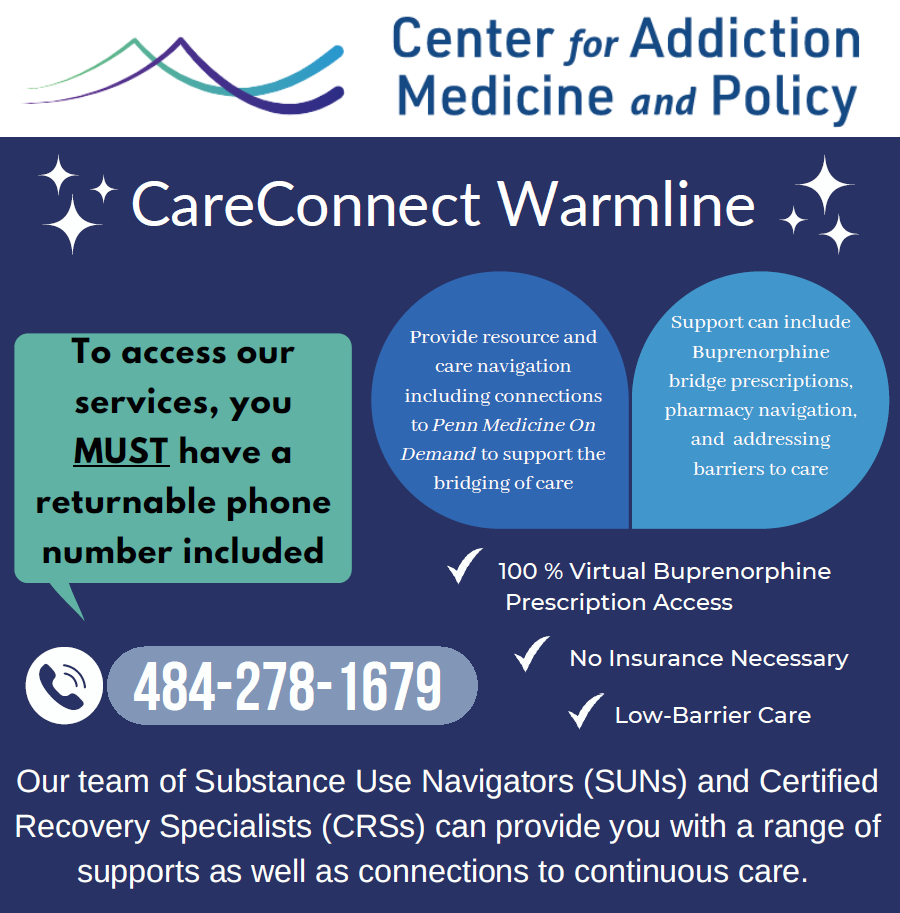 Center for Addiction
Medicine and Policy
CareConnect Warmline
To access our
services, you
MUST have a
returnable phone
number included
Provide resource and
care navigation
including connections
to Penn Medicine On
Demand to support the
bridging of care
Support can include
Buprenorphine
bridge prescriptions,
pharmacy navigation,
and addressing
barriers to care
100 % Virtual Buprenorphine
Prescription Access
No Insurance Necessary
Low-Barrier Care
484-278-1679
Our team of Substance Use Navigators (SUNs) and Certified
Recovery Specialists (CRSs) can provide you with a range of
supports as well as connections to continuous care.